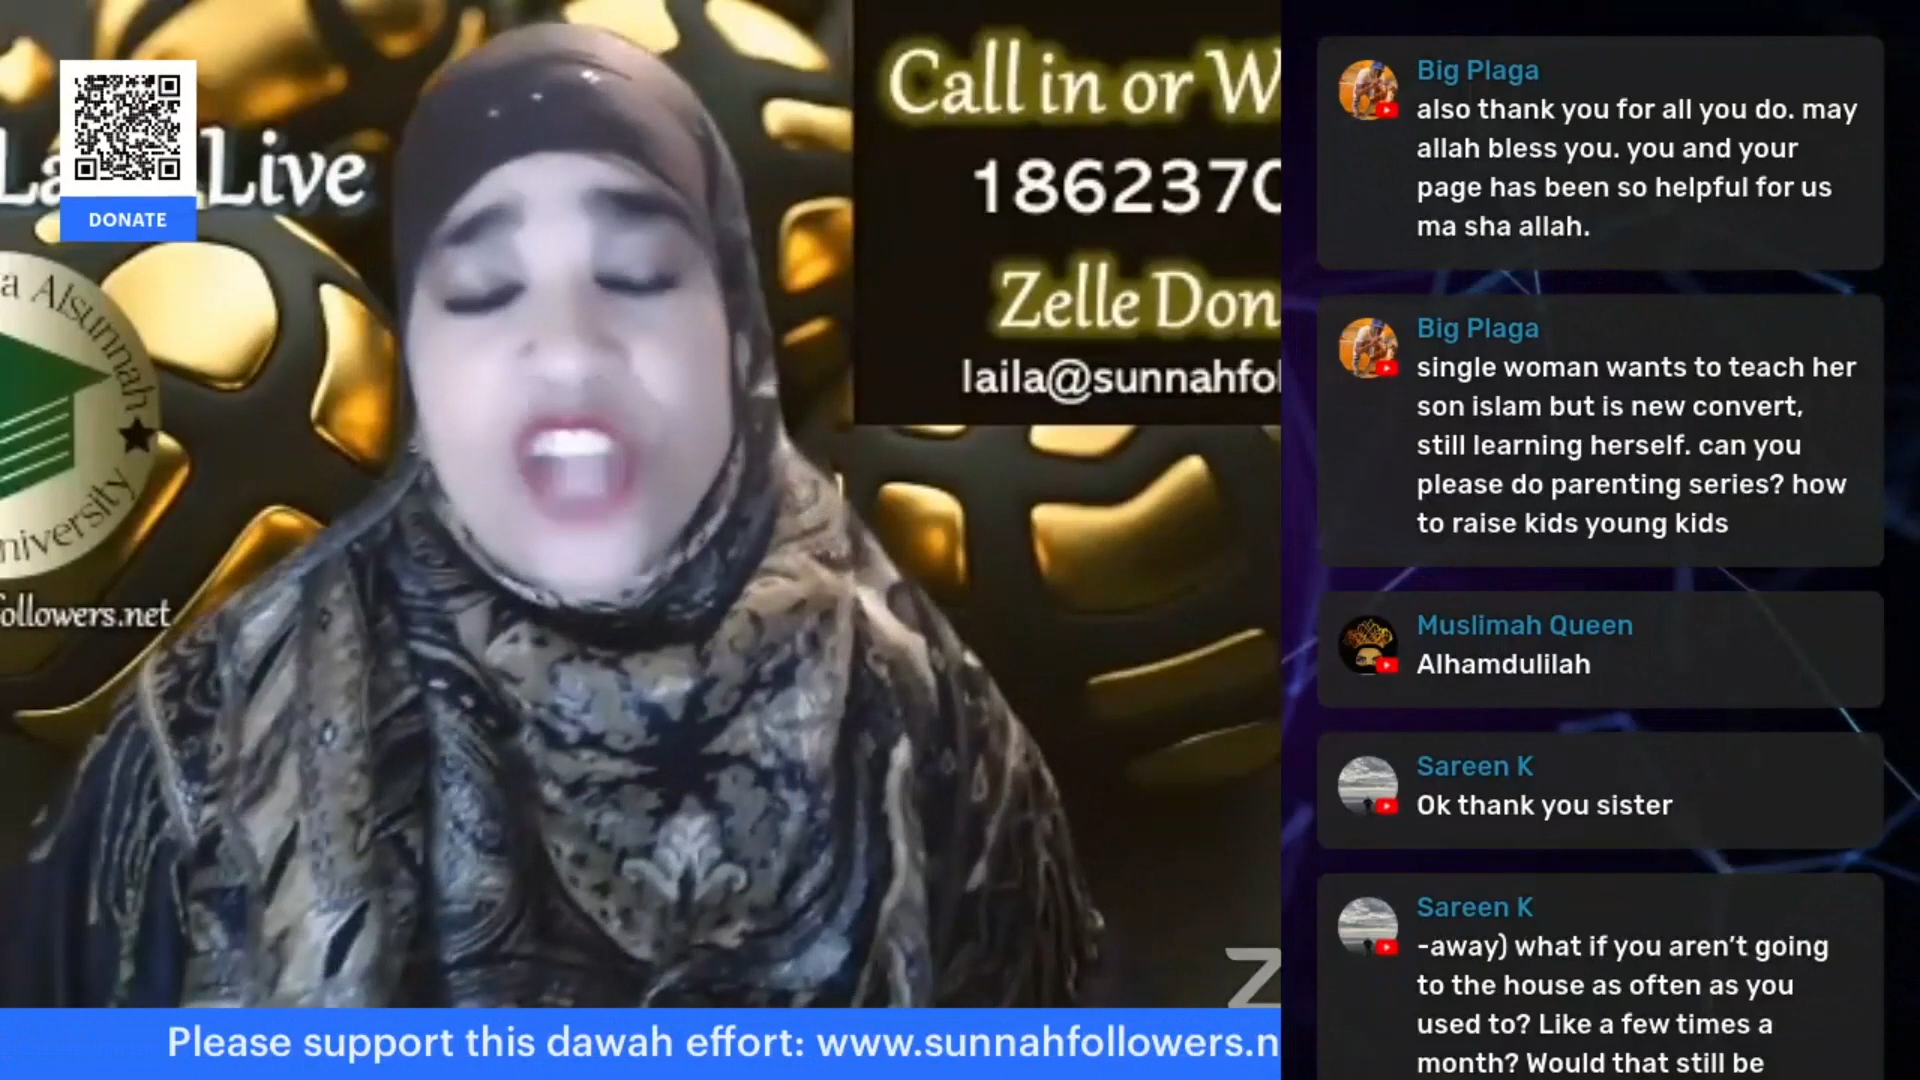 DONATE
Live
a Alsunnah
niversity
followers.net
Call in or W
1862370
Zelle Don
laila@sunnahfol
Please support this dawah effort: www.sunnahfollowers.n
Big Plaga
also thank you for all you do. may
allah bless you. you and your
page has been so helpful for us
ma sha allah.
Big Plaga
single woman wants to teach her
son islam but is new convert,
still learning herself. can you
please do parenting series? how
to raise kids young kids
Muslimah Queen
Alhamdulilah
Sareen K
Ok thank you sister
Sareen K
-away) what if you aren’t going
to the house as often as you
used to? Like a few times a
month? Would that still be